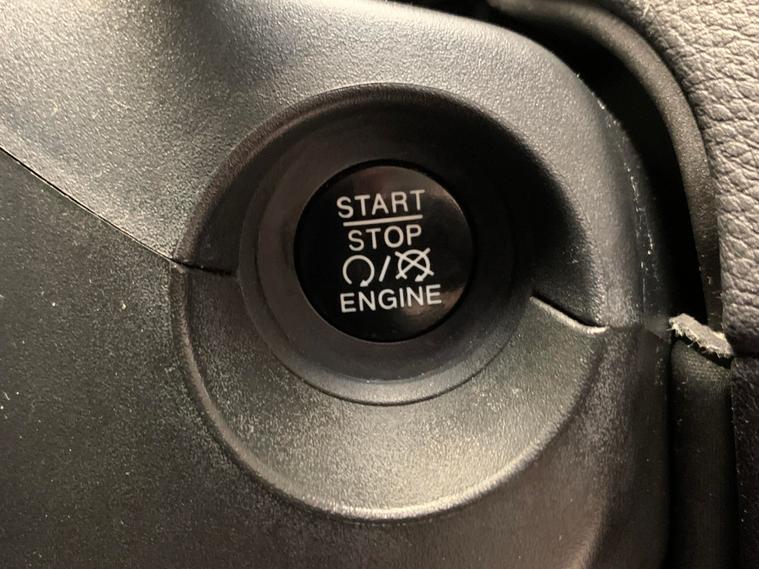 START
STOP
/
ENGINE